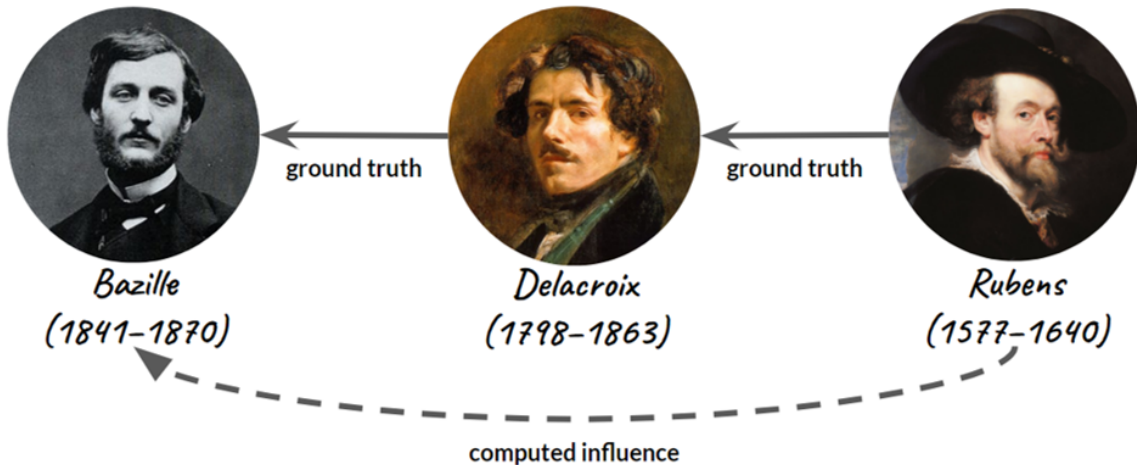 ground truth
ground truth
Bazille
(1841–1870)
Delacroix
(1798–1863)
Rubens
(1577–1640)
computed influence